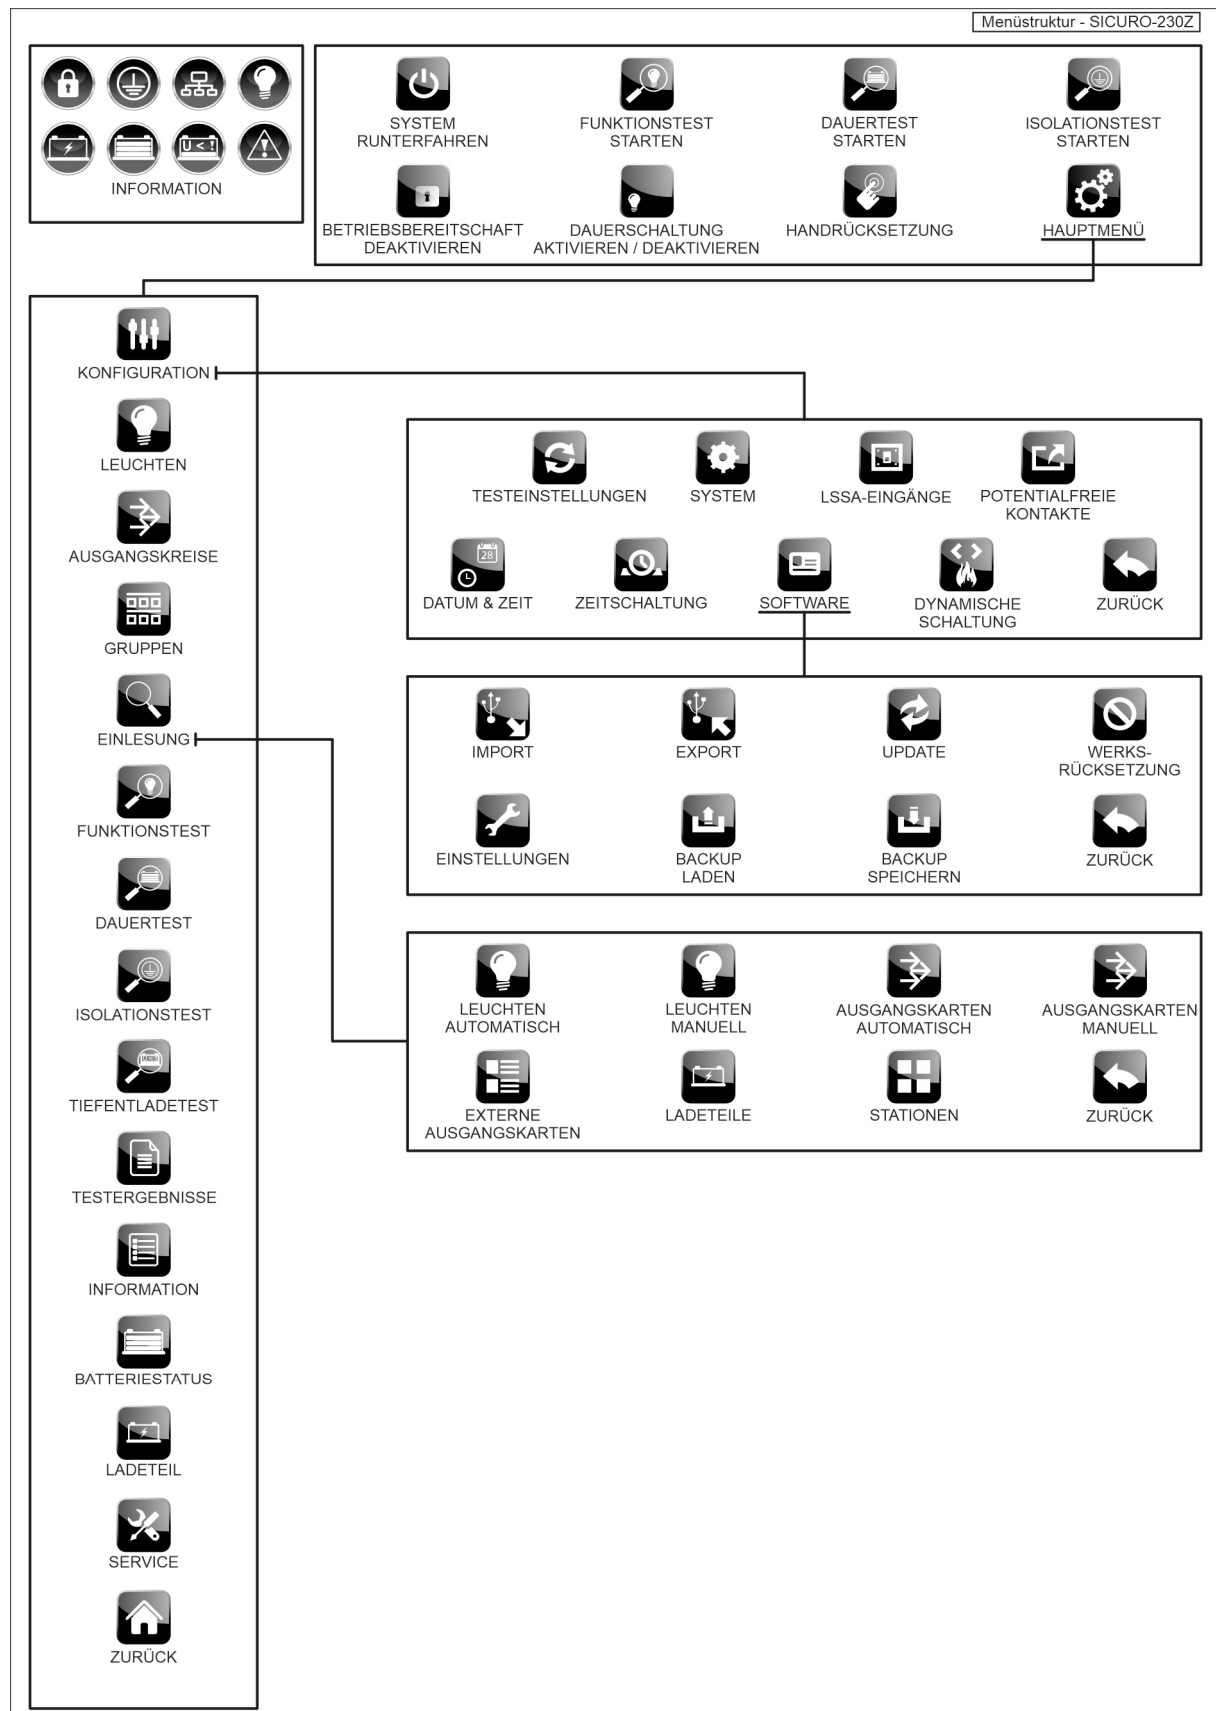 Menüstruktur - SICURO-230Z
U < !
INFORMATION
SYSTEM
RUNTERFAHREN
FUNKTIONSTEST
STARTEN
DAUERTEST
STARTEN
ISOLATIONSTEST
STARTEN
BETRIEBSBEREITSCHAFT
DEAKTIVIEREN
DAUERSCHALTUNG
AKTIVIEREN / DEAKTIVIEREN
HANDRÜCKSETZUNG
HAUPTMENÜ
KONFIGURATION
LEUCHTEN
AUSGANGSKREISE
GRUPPEN
EINLESUNG
FUNKTIONSTEST
DAUERTEST
ISOLATIONSTEST
U<!
TIEFENTLADETEST
TESTERGEBNISSE
INFORMATION
BATTERIESTATUS
LADETEIL
SERVICE
ZURÜCK
TESTEINSTELLUNGEN
SYSTEM
LSSA-EINGÄNGE
POTENTIALFREIE
KONTAKTE
28
DATUM & ZEIT
ZEITSCHALTUNG
SOFTWARE
DYNAMISCHE
SCHALTUNG
ZURÜCK
IMPORT
EXPORT
UPDATE
WERKS-
RÜCKSETZUNG
EINSTELLUNGEN
BACKUP
LADEN
BACKUP
SPEICHERN
ZURÜCK
LEUCHTEN
AUTOMATISCH
LEUCHTEN
MANUELL
AUSGANGSKARTEN
AUTOMATISCH
AUSGANGSKARTEN
MANUELL
EXTERNE
AUSGANGSKARTEN
LADETEILE
STATIONEN
ZURÜCK